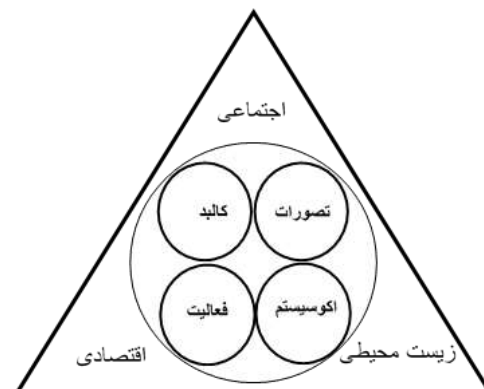 اجتماعی
تصورات
کالبد
اکوسیستم
فعالیت
زیست محیطی
اقتصادی